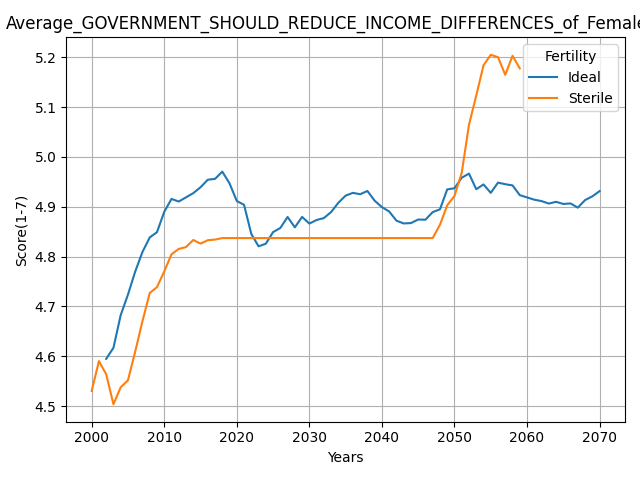 Average_GOVERNMENT_SHOULD_REDUCE_INCOME_DIFFERENCES_of_Female
Fertility
Ideal
Sterile
Score(1-7)
5.2
5.1
5.0
4.9
4.8
4.7
4.6
4.5
2000 2010 2020 2030 2040 2050 2060 2070
Years